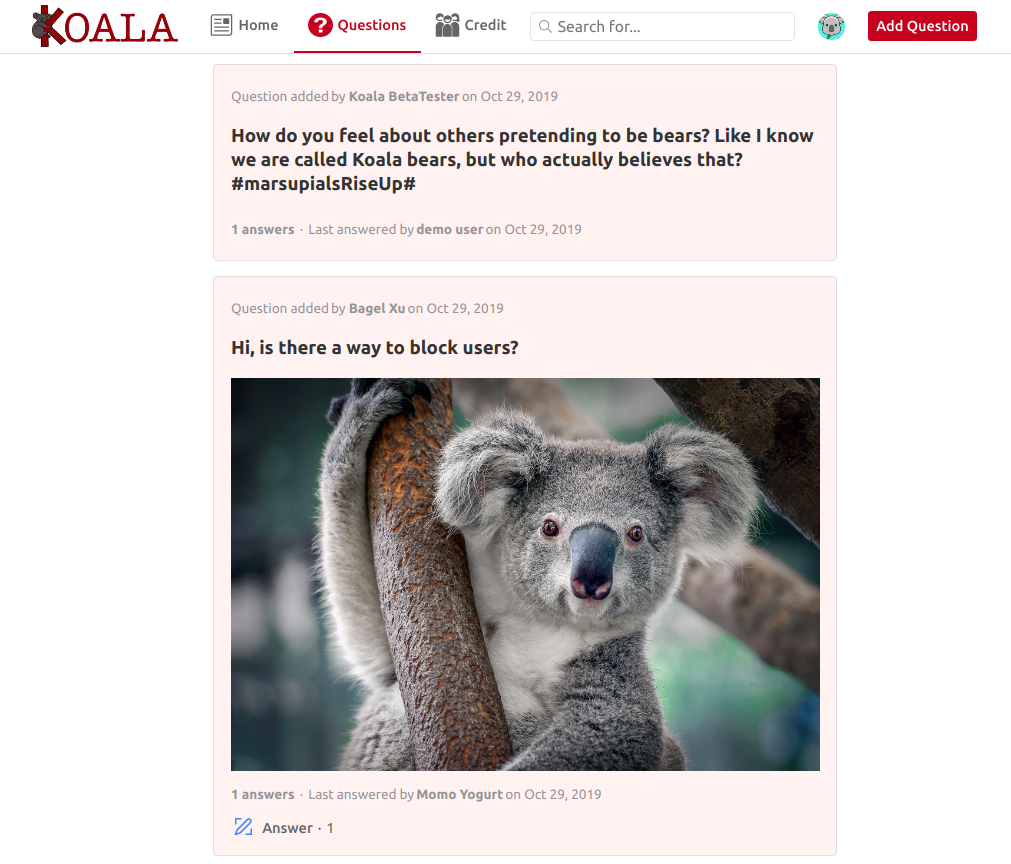 KOALA
Home
Questions
Credit
Search for...
Add Question
Question added by Koala BetaTester on Oct 29, 2019
How do you feel about others pretending to be bears? Like I know
we are called Koala bears, but who actually believes that?
#marsupialsRiseUp#
1 answers · Last answered by demo user on Oct 29, 2019
Question added by Bagel Xu on Oct 29, 2019
Hi, is there a way to block users?
1 answers · Last answered by Momo Yogurt on Oct 29, 2019
Answer · 1